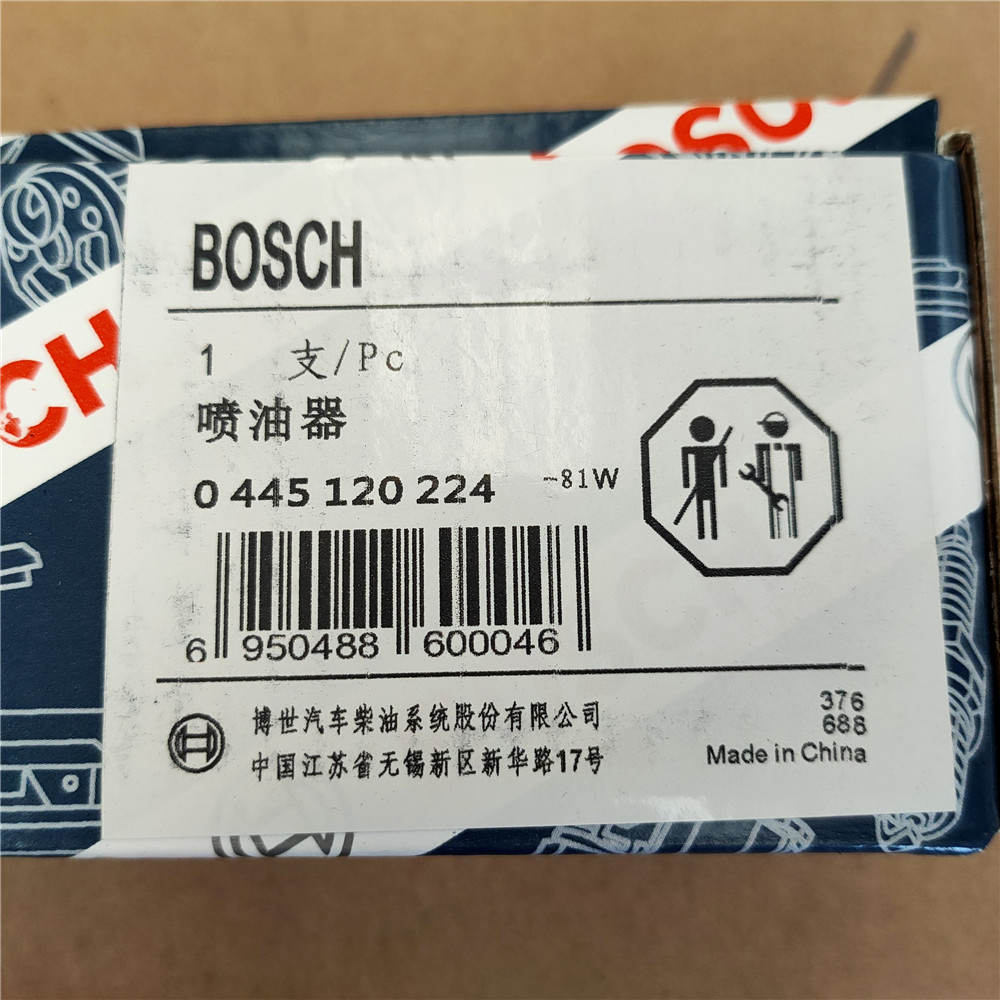 BOSCH
CH
BOSCH
1 支/Pc
喷油器
0 445 120 224 -81W
6 950488 600046
博世汽车柴油系统股份有限公司
中国江苏省无锡新区新华路17号
376
688
Made in China